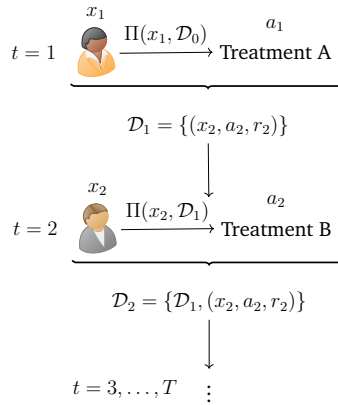 x₁ a₁
t = 1 Π(x₁, 𝒟₀) Treatment A
𝒟₁ = {(x₂, a₂, r₂)}
x₂ a₂
t = 2 Π(x₂, 𝒟₁) Treatment B
𝒟₂ = {𝒟₁, (x₂, a₂, r₂)}
t = 3, . . . , T ⋮